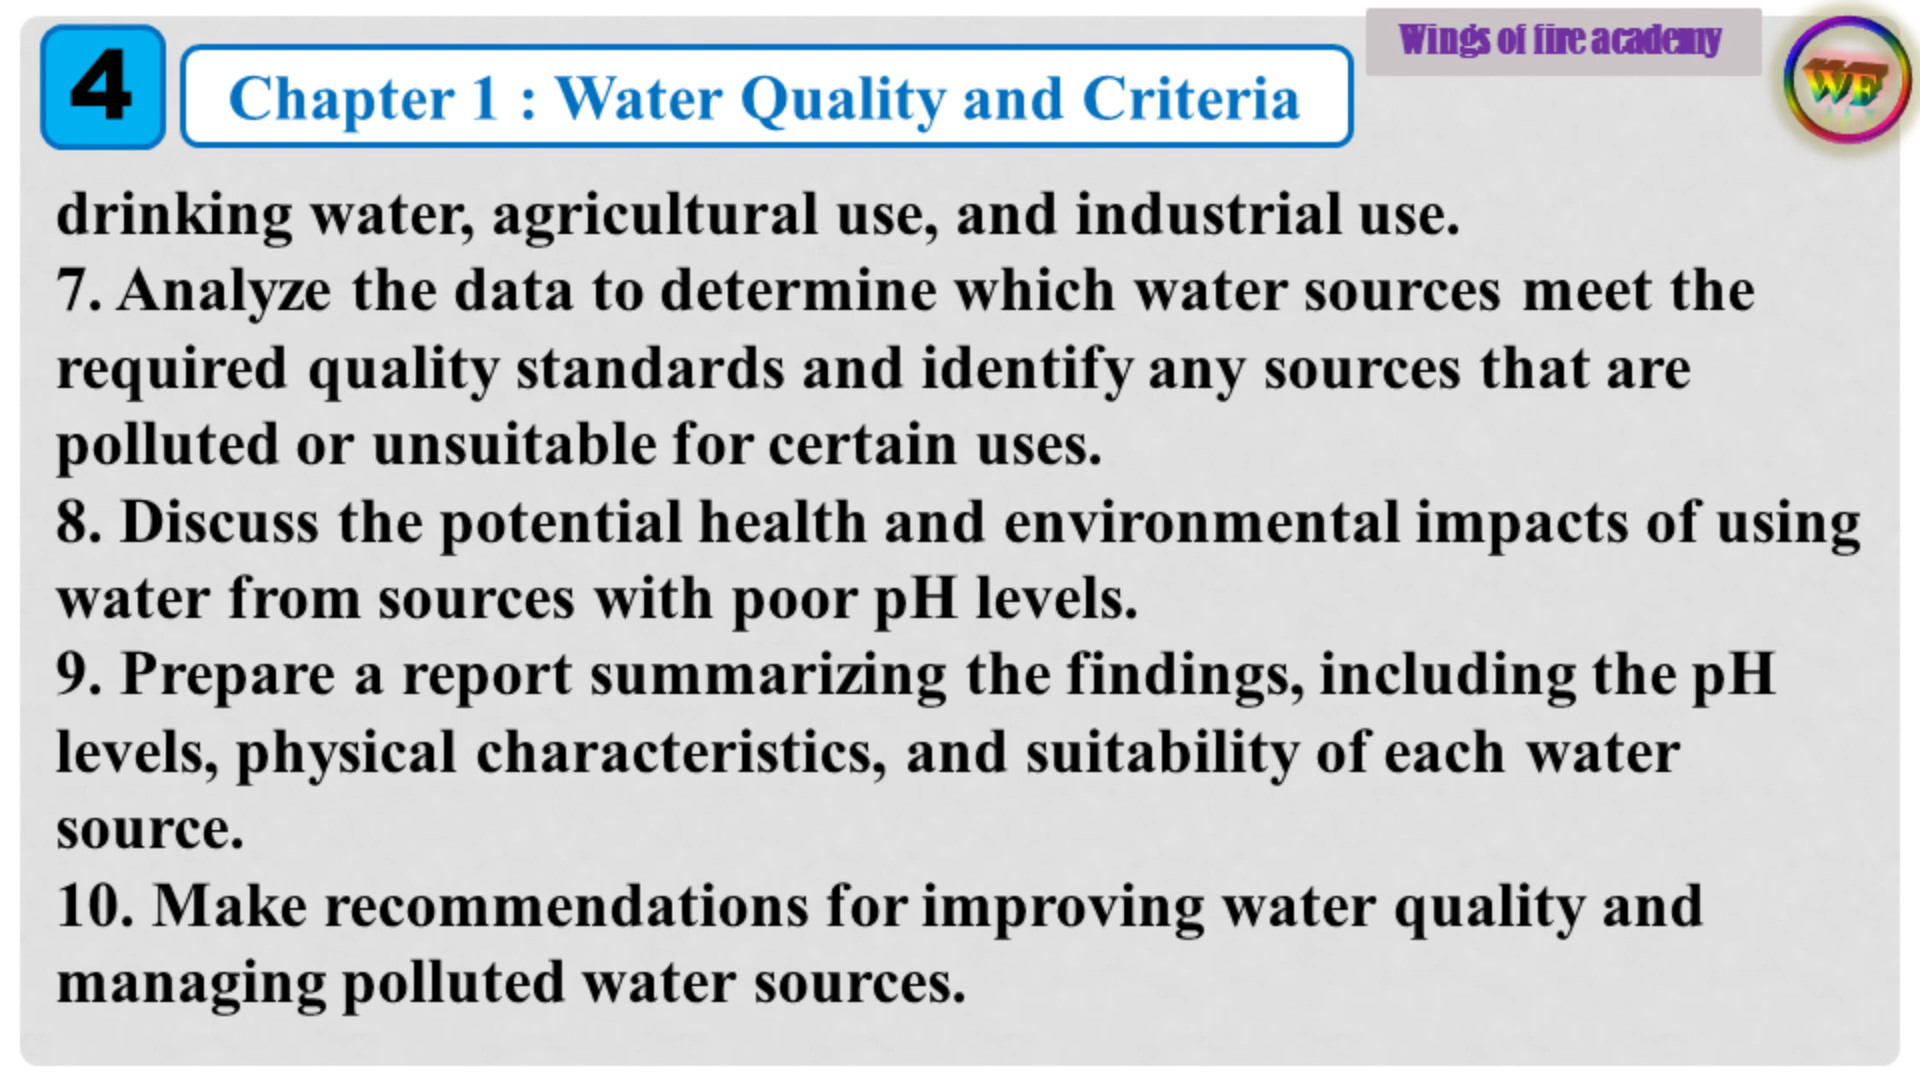 Wings of fire academy
4
Chapter 1 : Water Quality and Criteria
WF
drinking water, agricultural use, and industrial use.
7. Analyze the data to determine which water sources meet the
required quality standards and identify any sources that are
polluted or unsuitable for certain uses.
8. Discuss the potential health and environmental impacts of using
water from sources with poor pH levels.
9. Prepare a report summarizing the findings, including the pH
levels, physical characteristics, and suitability of each water
source.
10. Make recommendations for improving water quality and
managing polluted water sources.